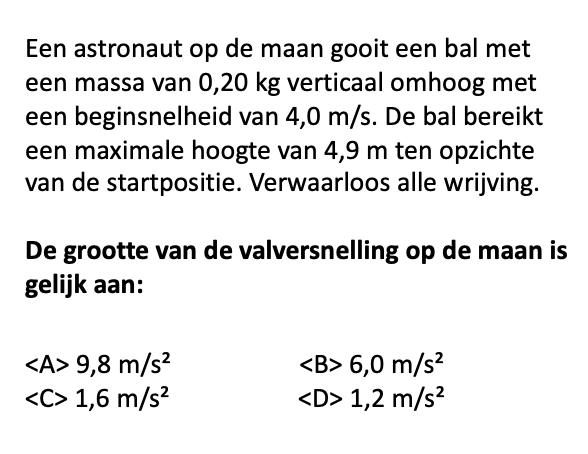 Een astronaut op de maan gooit een bal met
een massa van 0,20 kg verticaal omhoog met
een beginsnelheid van 4,0 m/s. De bal bereikt
een maximale hoogte van 4,9 m ten opzichte
van de startpositie. Verwaarloos alle wrijving.
De grootte van de valversnelling op de maan is
gelijk aan:
<A> 9,8 m/s² <B> 6,0 m/s²
<C> 1,6 m/s² <D> 1,2 m/s²